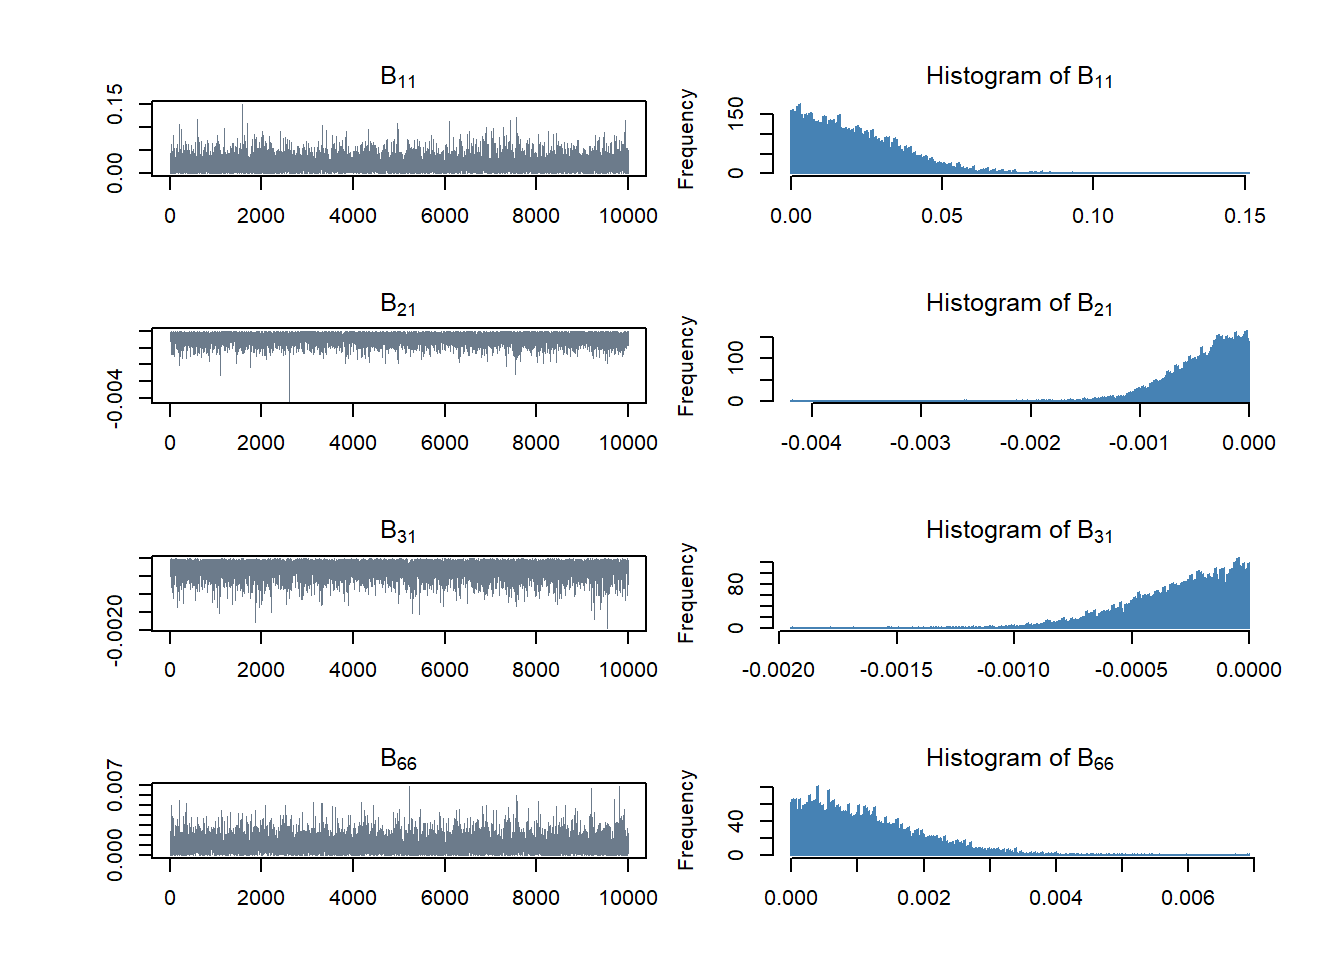 B11
0.00 0.15
0 2000 4000 6000 8000 10000
Histogram of B11
Frequency
0 150
0.00 0.05 0.10 0.15
B21
-0.004
0 2000 4000 6000 8000 10000
Histogram of B21
Frequency
0 100
-0.004 -0.003 -0.002 -0.001 0.000
B31
-0.0020
0 2000 4000 6000 8000 10000
Histogram of B31
Frequency
0 80
-0.0020 -0.0015 -0.0010 -0.0005 0.0000
B66
0.000 0.007
0 2000 4000 6000 8000 10000
Histogram of B66
Frequency
0 40
0.000 0.002 0.004 0.006